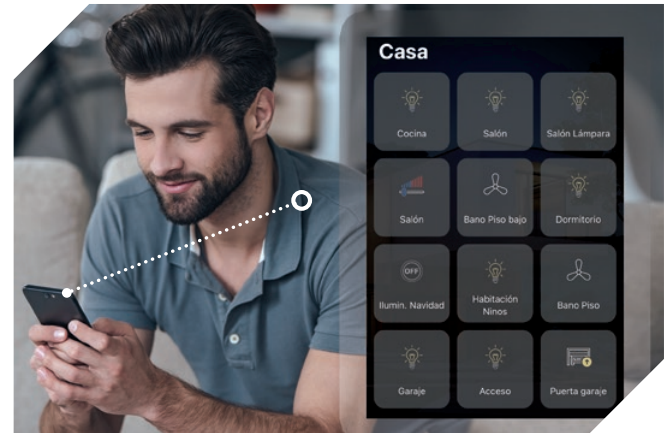 Casa
Cocina
Salón
Salón Lámpara
Salón
Bano Piso bajo
Dormitorio
OFF
Ilumin. Navidad
Habitación
Ninos
Bano Piso
Garaje
Acceso
Puerta garaje